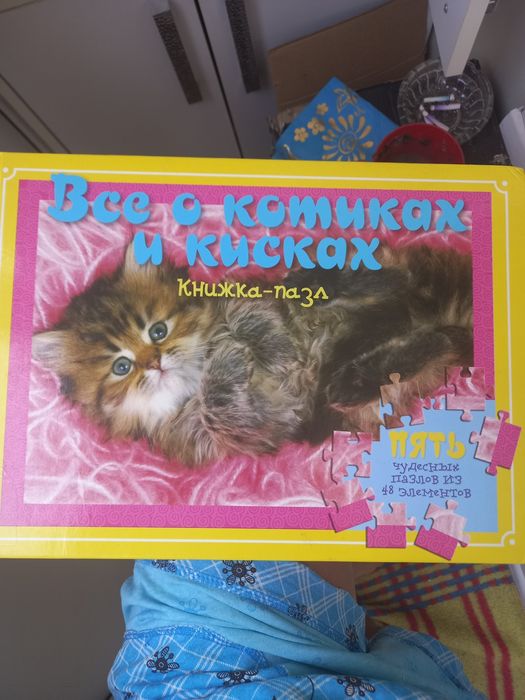 Все о котиках
и кисках
Книжка-пазл
ПЯТЬ
чудесных
пазлов из
48 элементов